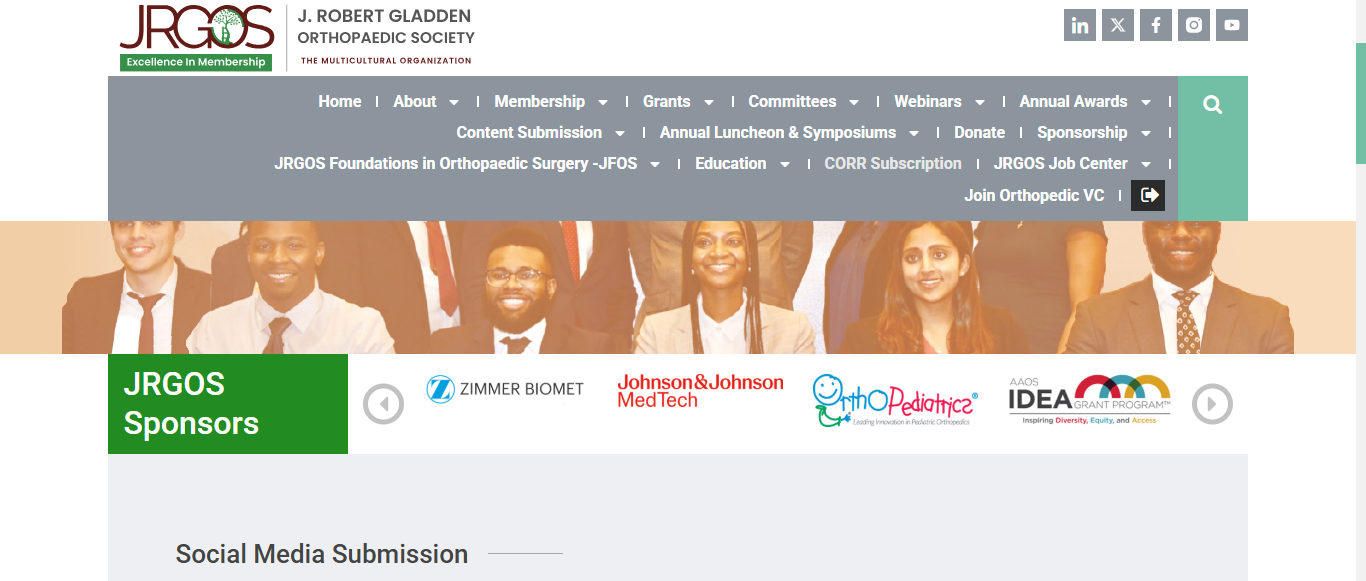 JRGOS
Excellence In Membership
J. ROBERT GLADDEN
ORTHOPAEDIC SOCIETY
THE MULTICULTURAL ORGANIZATION
Home About Membership Grants Committees Webinars Annual Awards
Content Submission Annual Luncheon & Symposiums Donate Sponsorship
JRGOS Foundations in Orthopaedic Surgery -JFOS Education CORR Subscription JRGOS Job Center
Join Orthopedic VC
JRGOS
Sponsors
ZIMMER BIOMET
Johnson&Johnson
MedTech
OrthoPediatrics®
Leading Innovation in Pediatric Orthopedics
AAOS
IDEA GRANT PROGRAM™
Inspiring Diversity, Equity, and Access
Social Media Submission